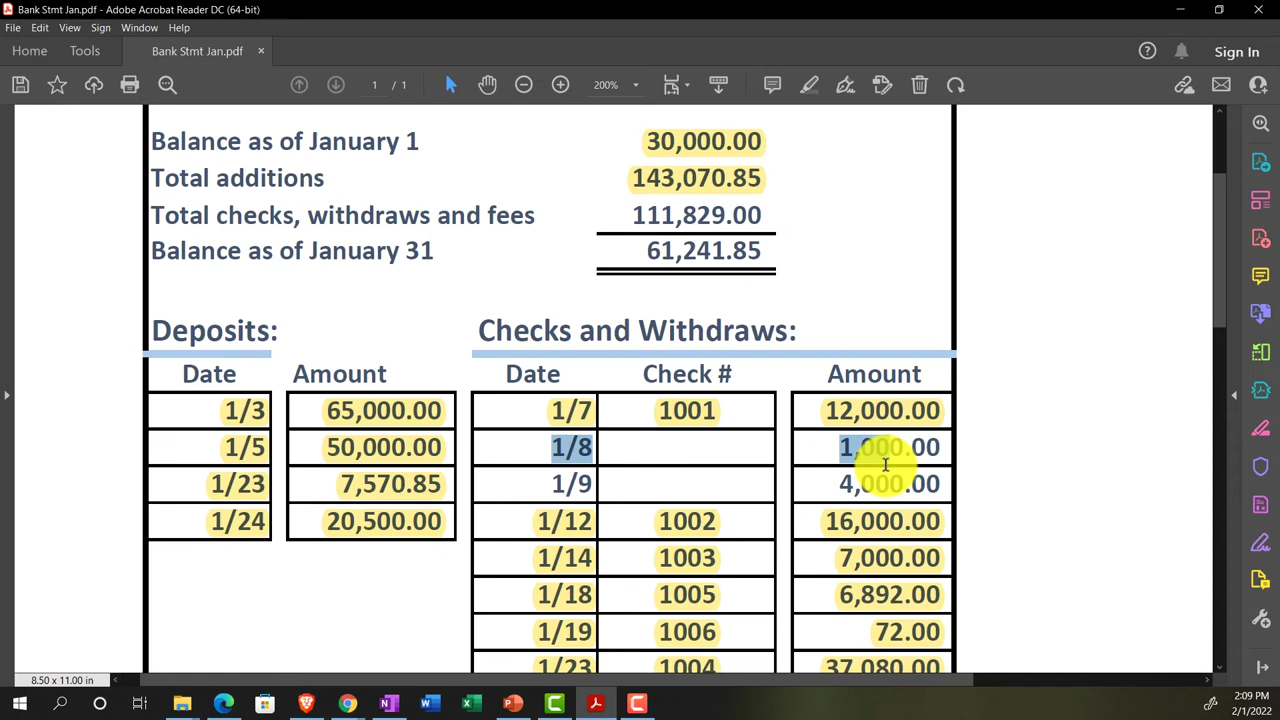 Bank Stmt Jan.pdf - Adobe Acrobat Reader DC (64-bit)
File Edit View Sign Window Help
Home Tools Bank Stmt Jan.pdf × Sign In
1 / 1 200%
Balance as of January 1 30,000.00
Total additions 143,070.85
Total checks, withdraws and fees 111,829.00
Balance as of January 31 61,241.85
Deposits: Checks and Withdraws:
Date Amount Date Check # Amount
1/3 65,000.00 1/7 1001 12,000.00
1/5 50,000.00 1/8 1,000.00
1/23 7,570.85 1/9 4,000.00
1/24 20,500.00 1/12 1002 16,000.00
1/14 1003 7,000.00
1/18 1005 6,892.00
1/19 1006 72.00
1/23 1004 37,080.00
8.50 x 11.00 in
2:09 PM
2/1/2022